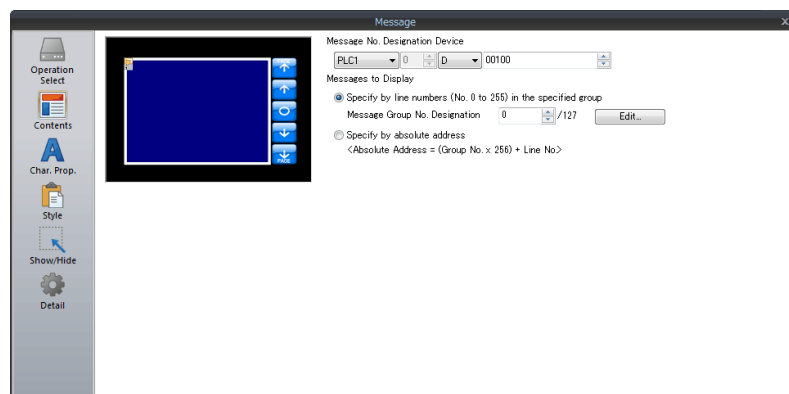 Message
x
Operation
Select
Contents
Char. Prop.
Style
Show/Hide
Detail
PAGE
Message No. Designation Device
PLC1 0 D 00100
Messages to Display
Specify by line numbers (No. 0 to 255) in the specified group
Message Group No. Designation 0 /127 Edit...
Specify by absolute address
<Absolute Address = (Group No. x 256) + Line No.>